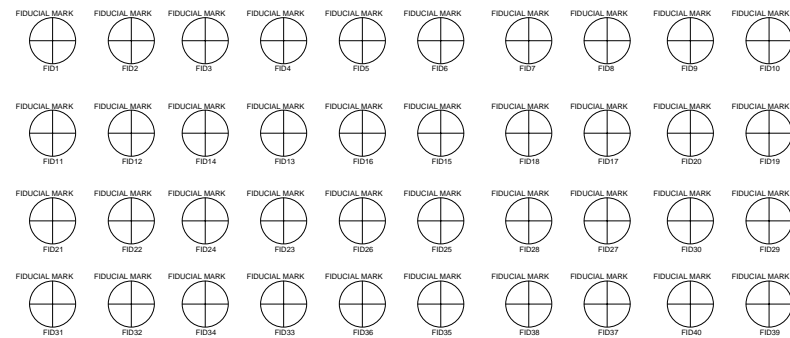 FIDUCIAL MARK FIDUCIAL MARK FIDUCIAL MARK FIDUCIAL MARK FIDUCIAL MARK FIDUCIAL MARK FIDUCIAL MARK FIDUCIAL MARK FIDUCIAL MARK FIDUCIAL MARK
FID1 FID2 FID3 FID4 FID5 FID6 FID7 FID8 FID9 FID10
FIDUCIAL MARK FIDUCIAL MARK FIDUCIAL MARK FIDUCIAL MARK FIDUCIAL MARK FIDUCIAL MARK FIDUCIAL MARK FIDUCIAL MARK FIDUCIAL MARK FIDUCIAL MARK
FID11 FID12 FID14 FID13 FID16 FID15 FID18 FID17 FID20 FID19
FIDUCIAL MARK FIDUCIAL MARK FIDUCIAL MARK FIDUCIAL MARK FIDUCIAL MARK FIDUCIAL MARK FIDUCIAL MARK FIDUCIAL MARK FIDUCIAL MARK FIDUCIAL MARK
FID21 FID22 FID24 FID23 FID26 FID25 FID28 FID27 FID30 FID29
FIDUCIAL MARK FIDUCIAL MARK FIDUCIAL MARK FIDUCIAL MARK FIDUCIAL MARK FIDUCIAL MARK FIDUCIAL MARK FIDUCIAL MARK FIDUCIAL MARK FIDUCIAL MARK
FID31 FID32 FID34 FID33 FID36 FID35 FID38 FID37 FID40 FID39